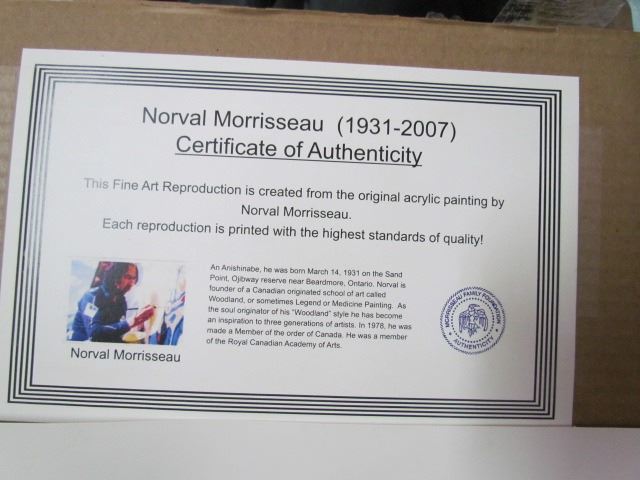 Norval Morrisseau (1931-2007)
Certificate of Authenticity
This Fine Art Reproduction is created from the original acrylic painting by
Norval Morrisseau.
Each reproduction is printed with the highest standards of quality!
An Anishinabe, he was born March 14, 1931 on the Sand
Point, Ojibway reserve near Beardmore, Ontario. Norval is
founder of a Canadian originated school of art called
Woodland, or sometimes Legend or Medicine Painting. As
the soul originator of his "Woodland" style he has become
an inspiration to three generations of artists. In 1978, he was
made a Member of the order of Canada. He was a member
of the Royal Canadian Academy of Arts.
Norval Morrisseau
MORRISSEAU FAMILY FOUNDATION
AUTHENTICITY